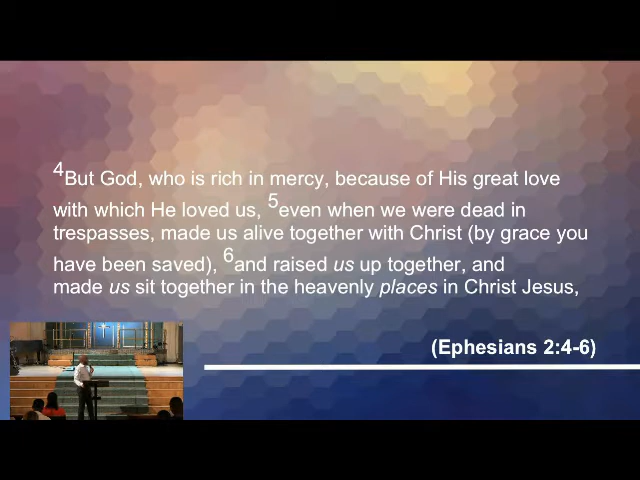 4But God, who is rich in mercy, because of His great love
with which He loved us, 5even when we were dead in
trespasses, made us alive together with Christ (by grace you
have been saved), 6and raised us up together, and
made us sit together in the heavenly places in Christ Jesus,
(Ephesians 2:4-6)